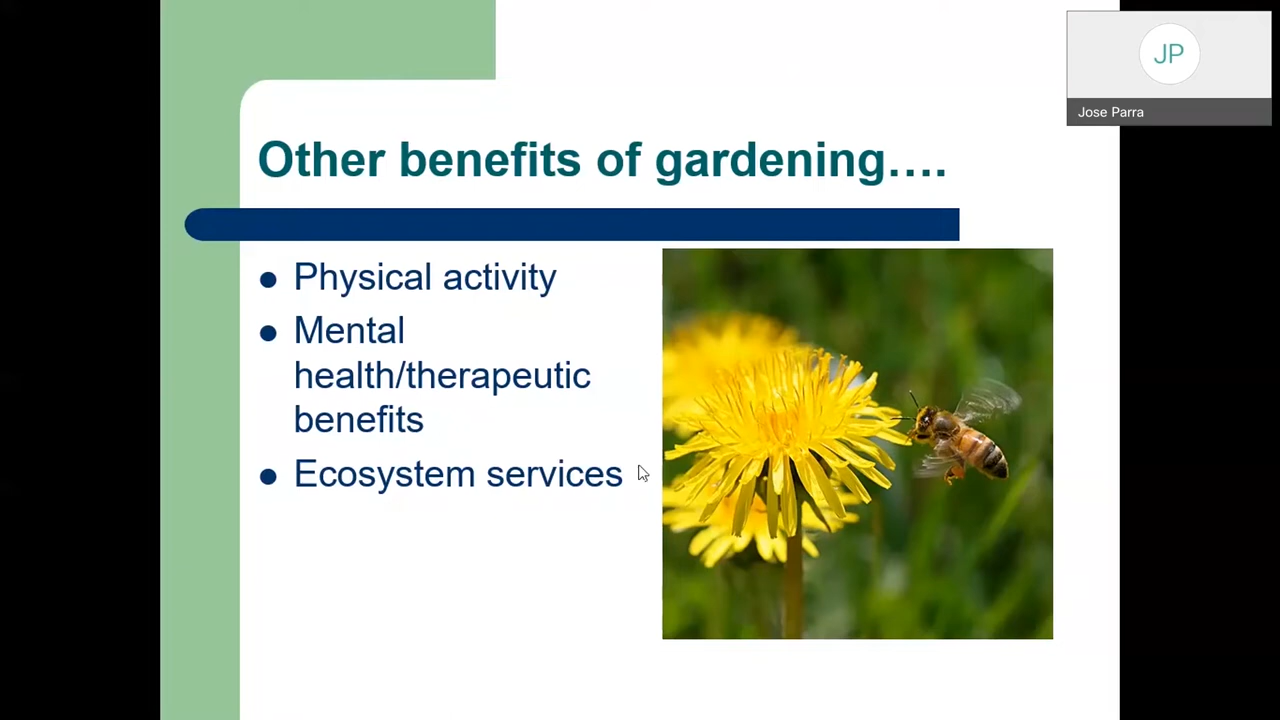 JP
Jose Parra
Other benefits of gardening....
Physical activity
Mental
health/therapeutic
benefits
Ecosystem services